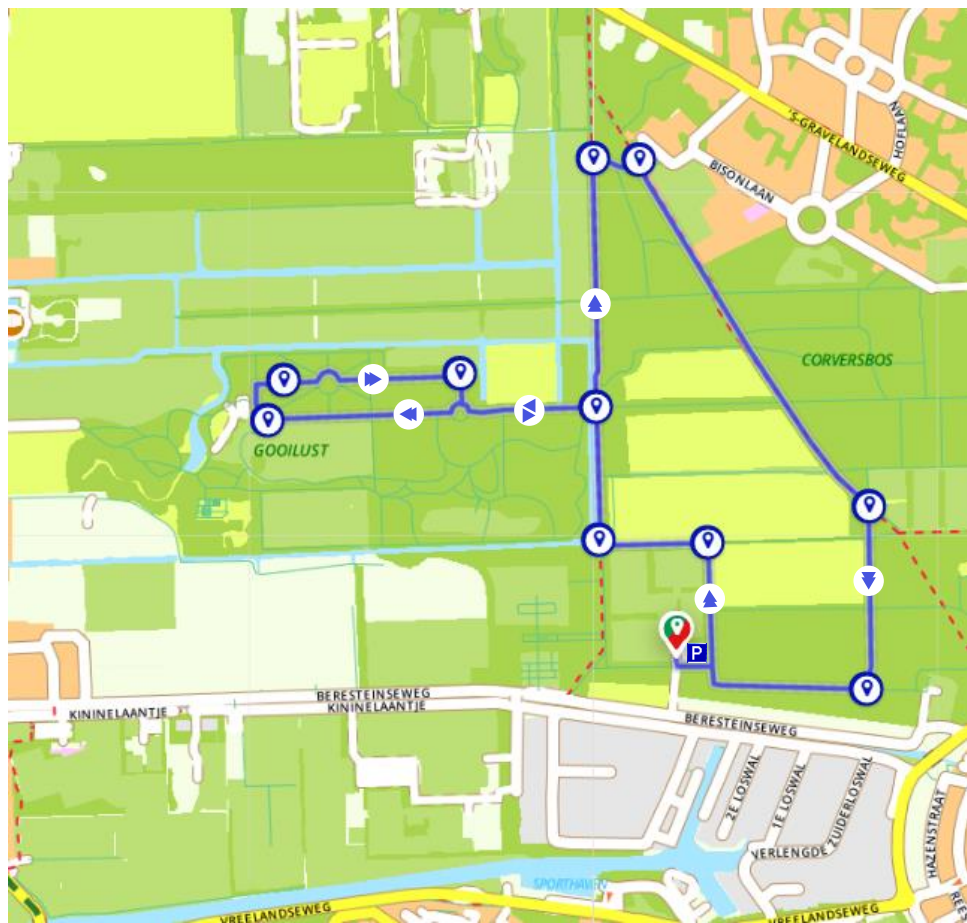 'S-GRAVELANDSEWEG
HOFLAAN
BISONLAAN
CORVERSBOS
GOOILUST
P
BERESTEINSEWEG
KININELAANTJE
KININELAANTJE
BERESTEINSEWEG
2E LOSWAL
1E LOSWAL
VERLENGDE ZUIDERLOSWAL
HAZENSTRAAT
SPORTHAVEN
REE
VREELANDSEWEG
VREELANDSEWEG